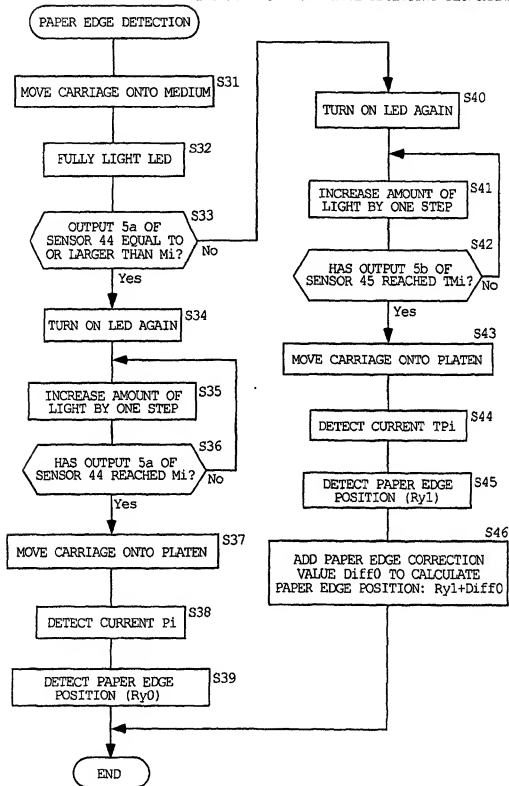 PAPER EDGE DETECTION
MOVE CARRIAGE ONTO MEDIUM
S31
FULLY LIGHT LED
S32
OUTPUT 5a OF
SENSOR 44 EQUAL TO
OR LARGER THAN Mi?
S33
No
Yes
TURN ON LED AGAIN
S34
INCREASE AMOUNT OF
LIGHT BY ONE STEP
S35
HAS OUTPUT 5a OF
SENSOR 44 REACHED Mi?
S36
No
Yes
MOVE CARRIAGE ONTO PLATEN
S37
DETECT CURRENT Pi
S38
DETECT PAPER EDGE
POSITION (Ry0)
S39
END
TURN ON LED AGAIN
S40
INCREASE AMOUNT OF
LIGHT BY ONE STEP
S41
HAS OUTPUT 5b OF
SENSOR 45 REACHED TMi?
S42
No
Yes
MOVE CARRIAGE ONTO PLATEN
S43
DETECT CURRENT TPi
S44
DETECT PAPER EDGE
POSITION (Ry1)
S45
ADD PAPER EDGE CORRECTION
VALUE Diff0 TO CALCULATE
PAPER EDGE POSITION: Ry1+Diff0
S46